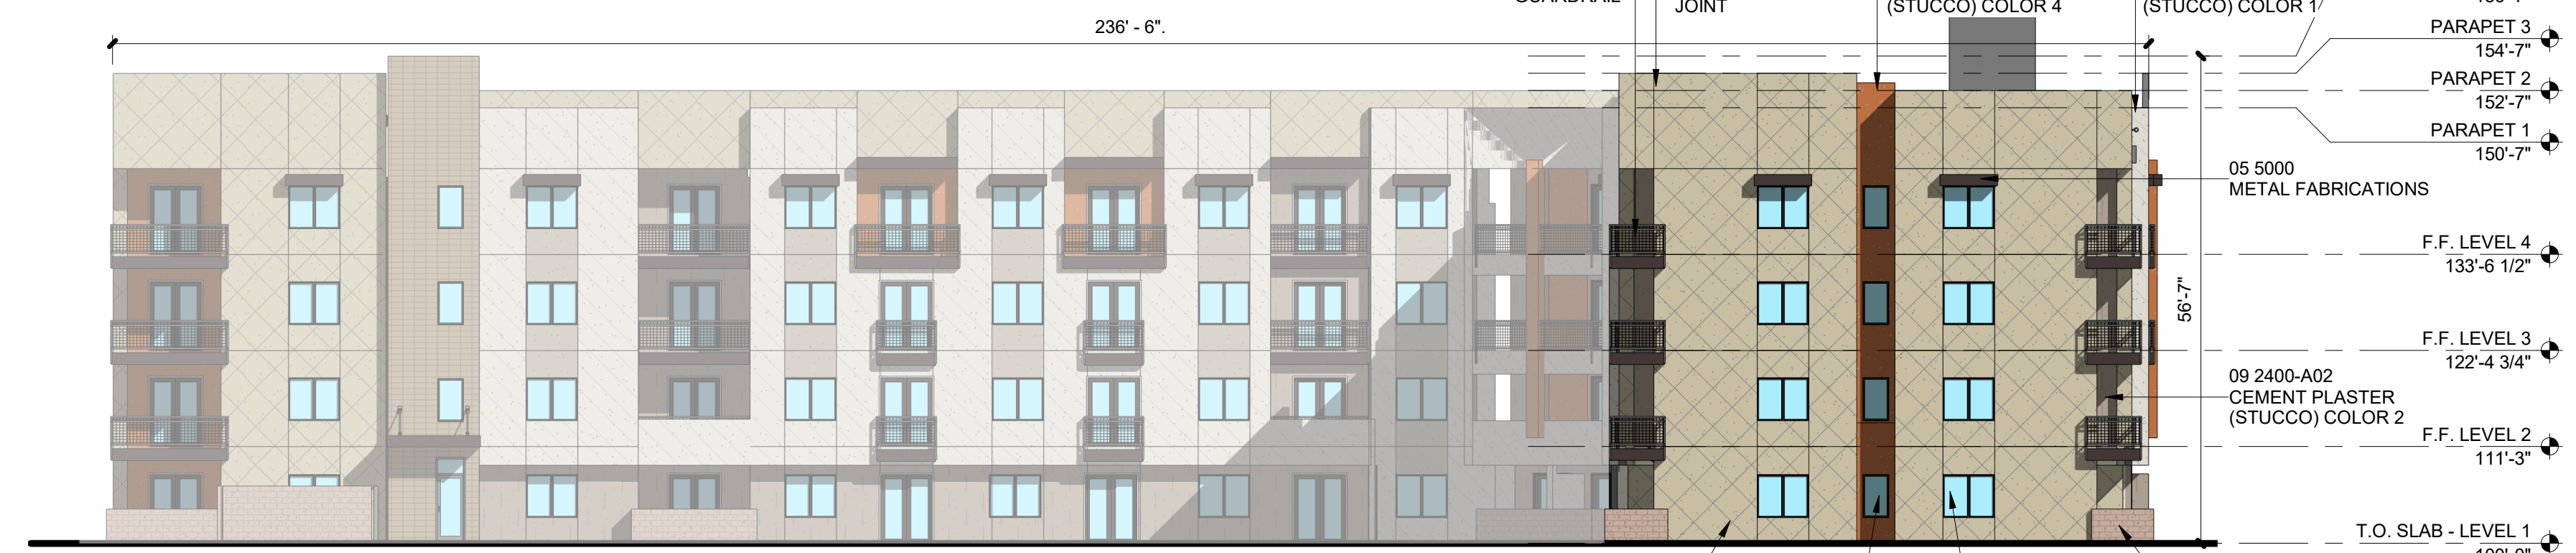 JOINT
(STUCCO) COLOR 4
(STUCCO) COLOR 1
236' - 6".
PARAPET 3
154'-7"
PARAPET 2
152'-7"
PARAPET 1
150'-7"
05 5000
METAL FABRICATIONS
F.F. LEVEL 4
133'-6 1/2"
56'-7"
F.F. LEVEL 3
122'-4 3/4"
09 2400-A02
CEMENT PLASTER
(STUCCO) COLOR 2
F.F. LEVEL 2
111'-3"
T.O. SLAB - LEVEL 1